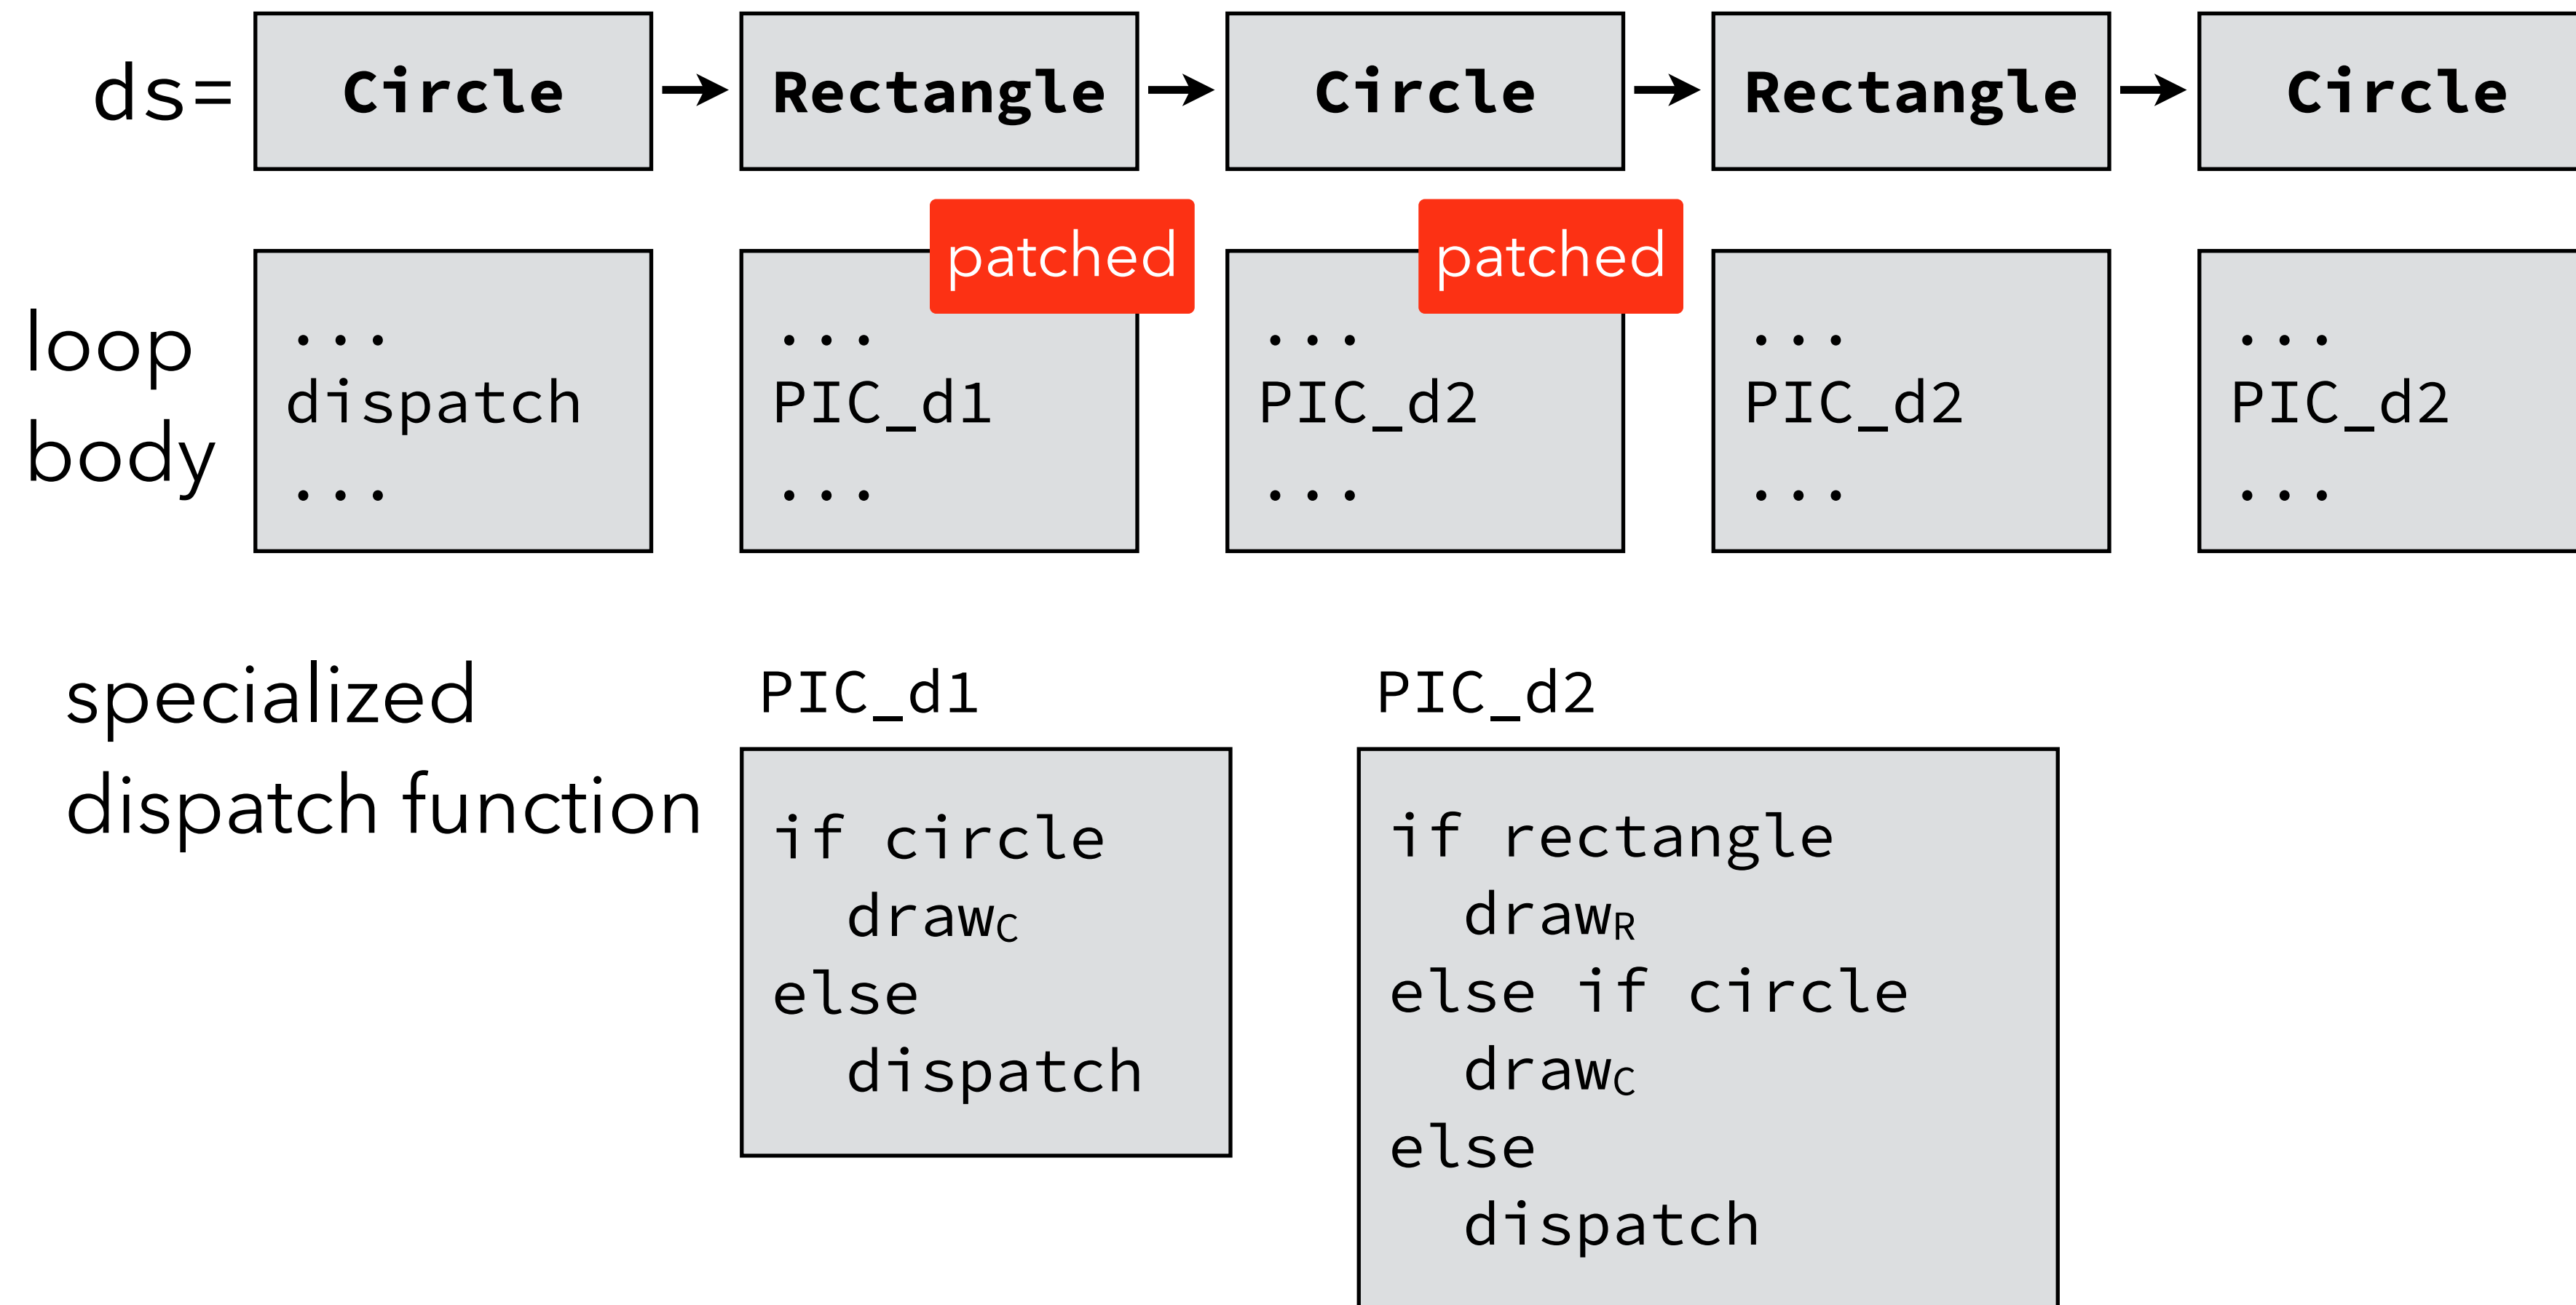 ds= Circle → Rectangle → Circle → Rectangle → Circle
patched patched
loop body
... ... ... ... ...
dispatch PIC_d1 PIC_d2 PIC_d2 PIC_d2
... ... ... ... ...
specialized
dispatch function
PIC_d1
if circle
drawC
else
dispatch
PIC_d2
if rectangle
drawR
else if circle
drawC
else
dispatch